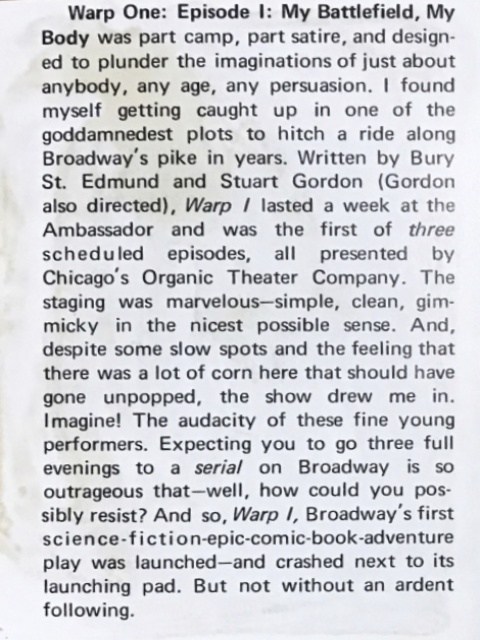 Warp One: Episode I: My Battlefield, My
Body was part camp, part satire, and design-
ed to plunder the imaginations of just about
anybody, any age, any persuasion. I found
myself getting caught up in one of the
goddamnedest plots to hitch a ride along
Broadway's pike in years. Written by Bury
St. Edmund and Stuart Gordon (Gordon
also directed), Warp I lasted a week at the
Ambassador and was the first of three
scheduled episodes, all presented by
Chicago's Organic Theater Company. The
staging was marvelous—simple, clean, gim-
micky in the nicest possible sense. And,
despite some slow spots and the feeling that
there was a lot of corn here that should have
gone unpopped, the show drew me in.
Imagine! The audacity of these fine young
performers. Expecting you to go three full
evenings to a serial on Broadway is so
outrageous that—well, how could you pos-
sibly resist? And so, Warp I, Broadway's first
science-fiction-epic-comic-book-adventure
play was launched—and crashed next to its
launching pad. But not without an ardent
following.